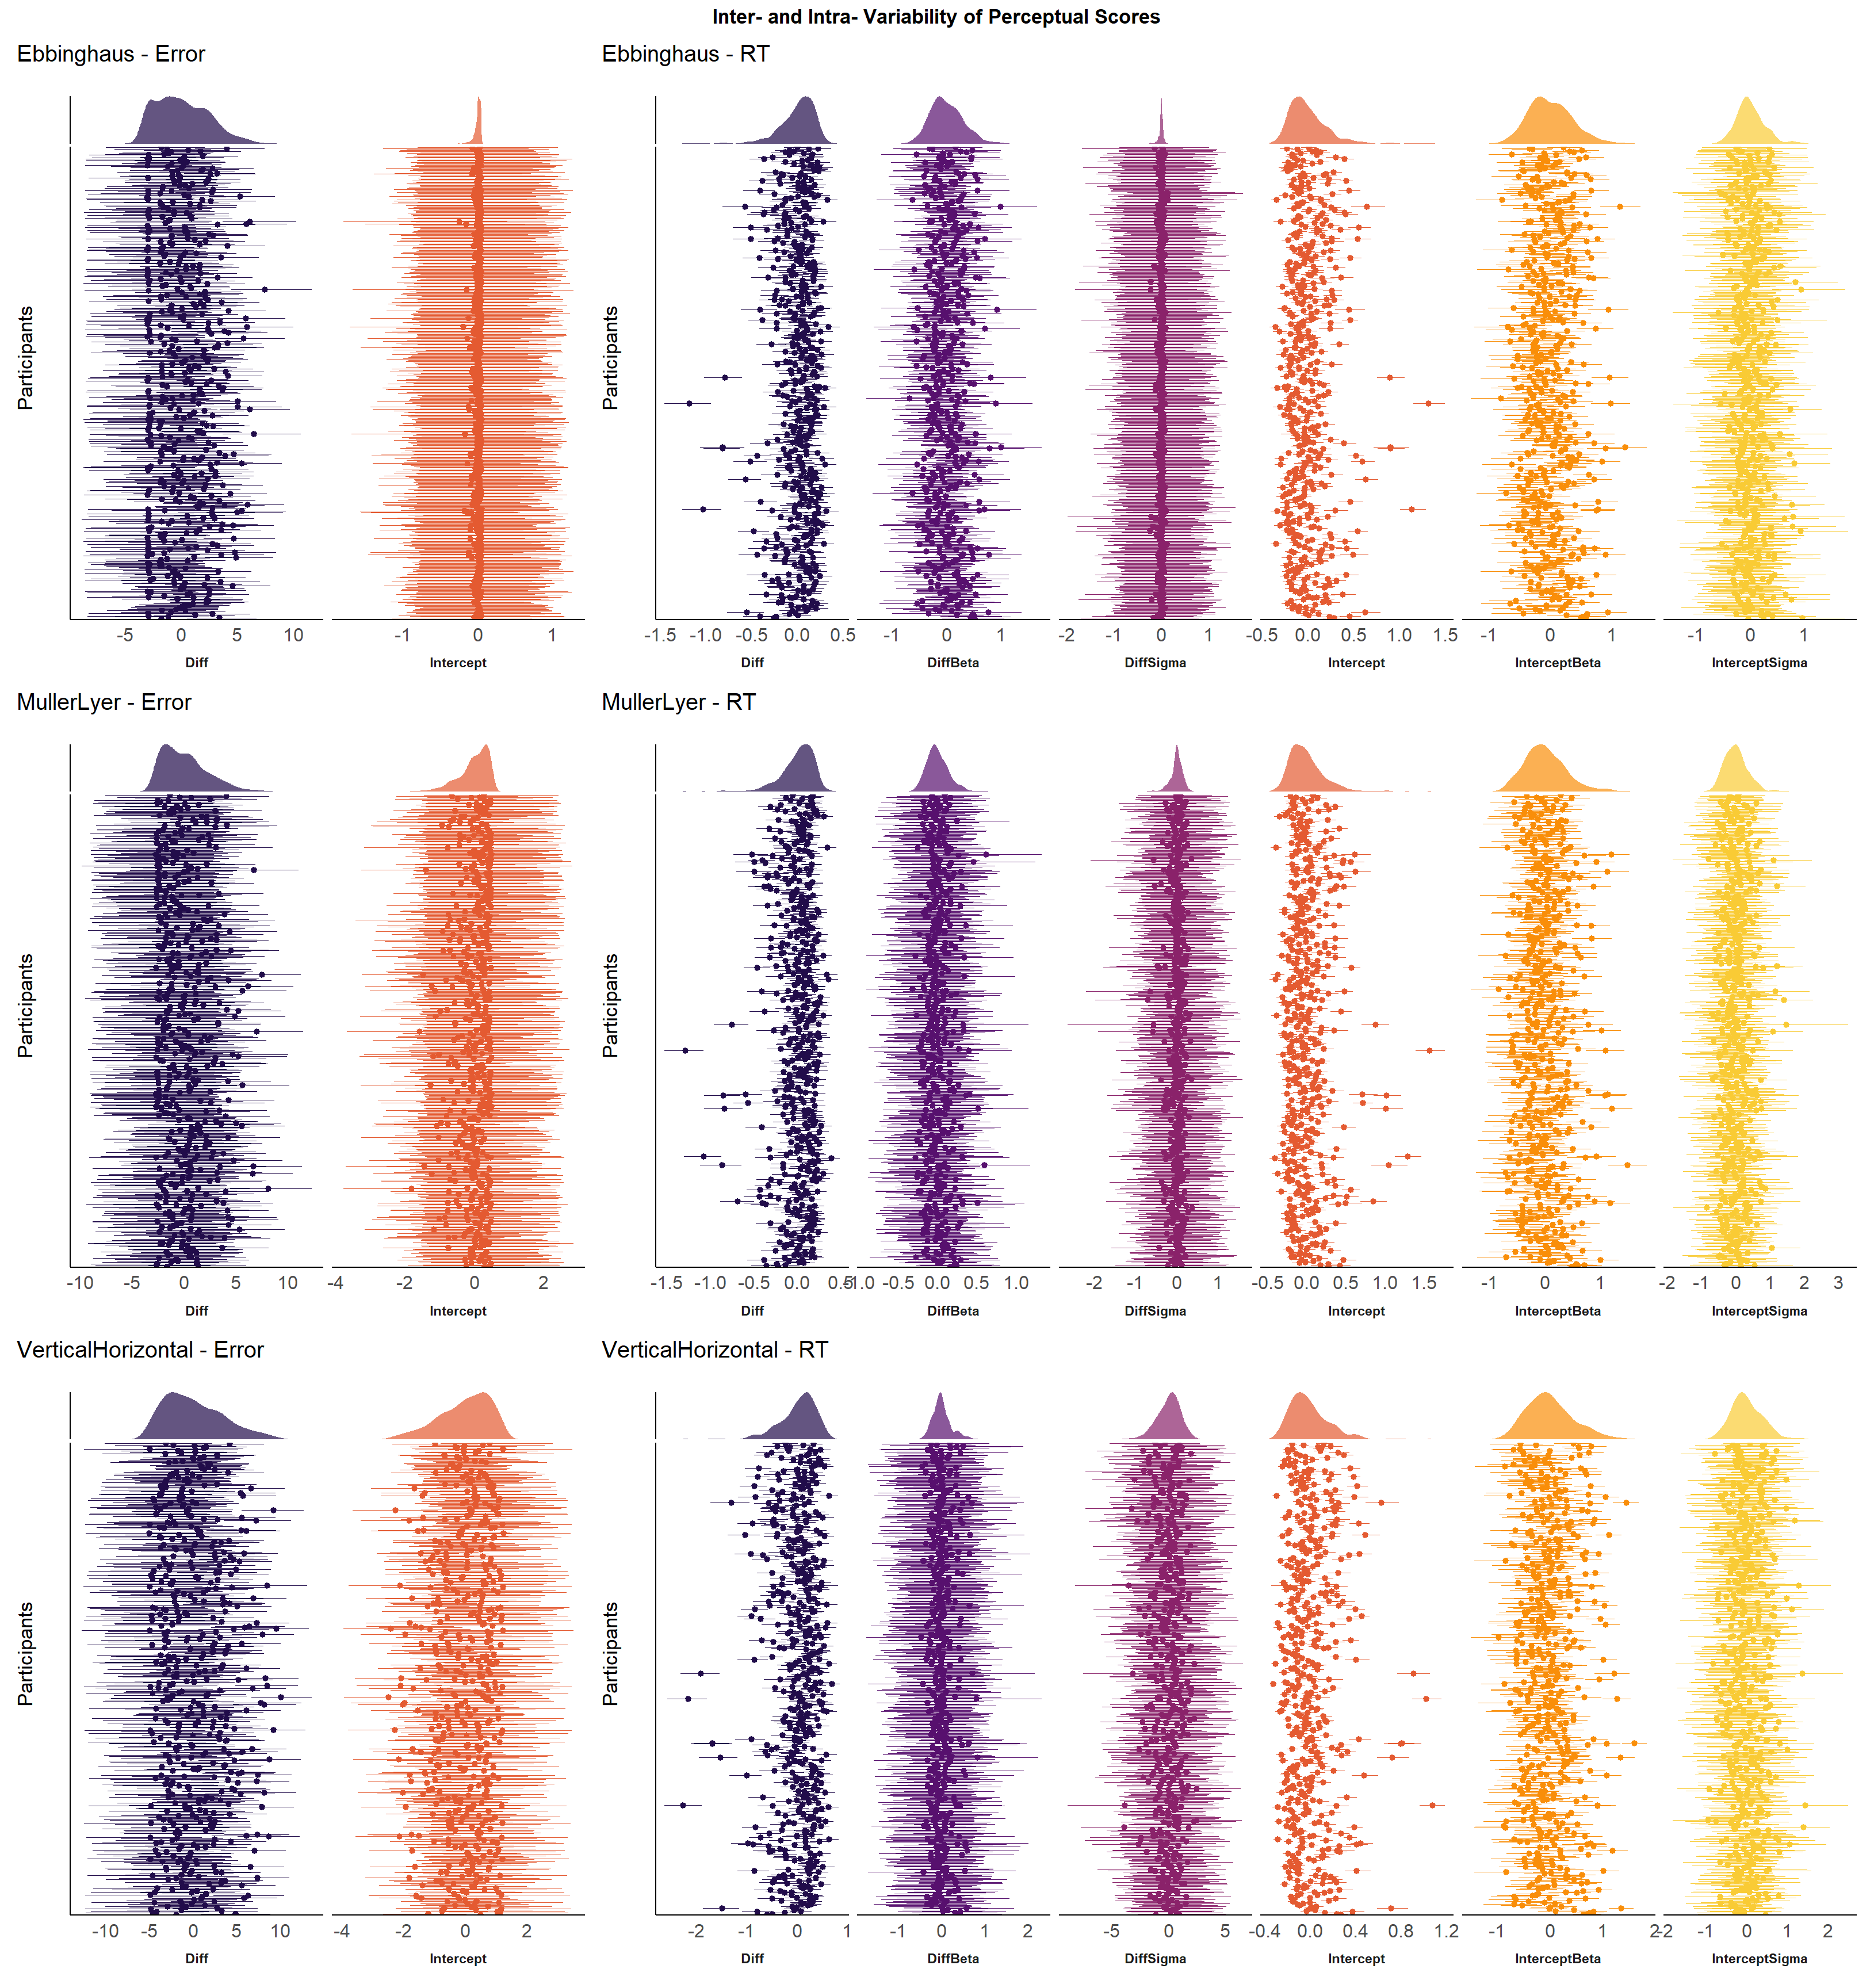 Inter- and Intra- Variability of Perceptual Scores
Ebbinghaus - Error
Ebbinghaus - RT
Participants
Participants
-5 0 5 10
-1 0 1
-1.5 -1.0 -0.5 0.0 0.5
-1 0 1
-2 -1 0 1
-0.5 0.0 0.5 1.0 1.5
-1 0 1
-1 0 1
Diff
Intercept
Diff
DiffBeta
DiffSigma
Intercept
InterceptBeta
InterceptSigma
MullerLyer - Error
MullerLyer - RT
Participants
Participants
-10 -5 0 5 10
-4 -2 0 2
-1.5 -1.0 -0.5 0.0 0.5
1.0 -0.5 0.0 0.5 1.0
-2 -1 0 1
-0.5 0.0 0.5 1.0 1.5
-1 0 1
-2 -1 0 1 2 3
Diff
Intercept
Diff
DiffBeta
DiffSigma
Intercept
InterceptBeta
InterceptSigma
VerticalHorizontal - Error
VerticalHorizontal - RT
Participants
Participants
-10 -5 0 5 10
-4 -2 0 2
-2 -1 0 1
-1 0 1 2
-5 0 5
-0.4 0.0 0.4 0.8 1.2
-1 0 1
-2 -1 0 1 2
Diff
Intercept
Diff
DiffBeta
DiffSigma
Intercept
InterceptBeta
InterceptSigma